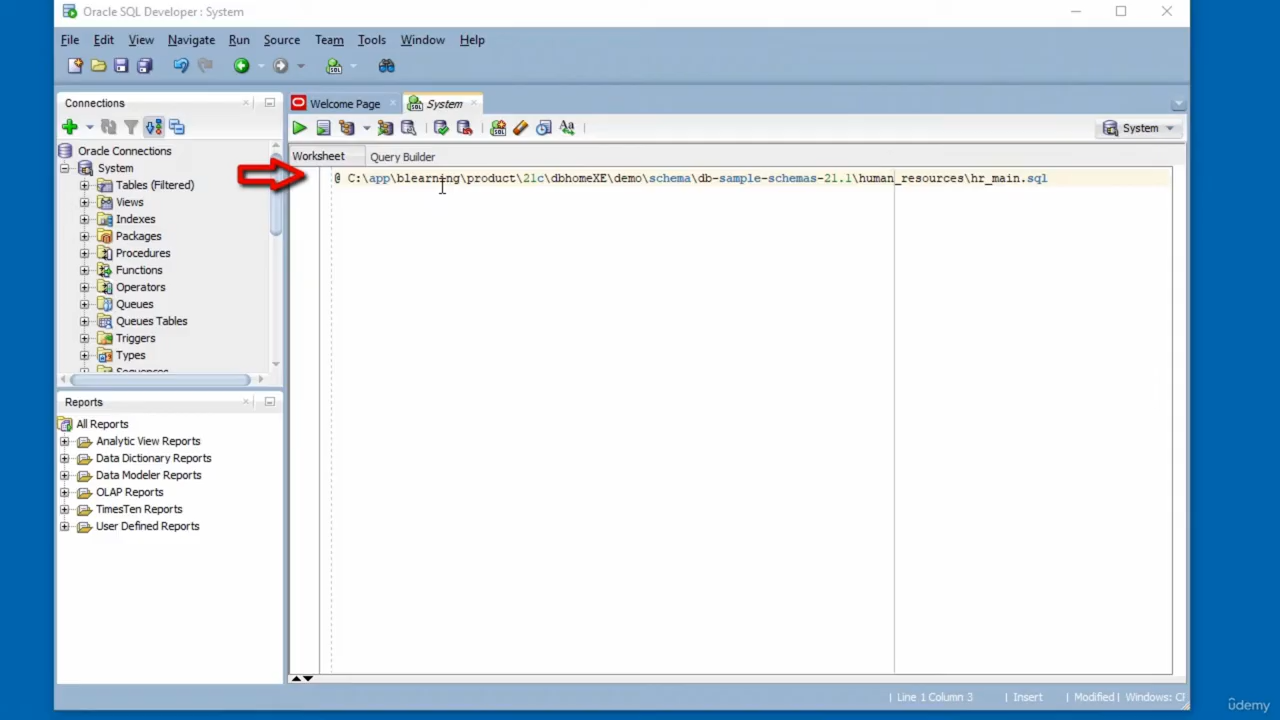 Oracle SQL Developer : System
File Edit View Navigate Run Source Team Tools Window Help
Connections
Oracle Connections
System
Tables (Filtered)
Views
Indexes
Packages
Procedures
Functions
Operators
Queues
Queues Tables
Triggers
Types
Sequences
Reports
All Reports
Analytic View Reports
Data Dictionary Reports
Data Modeler Reports
OLAP Reports
TimesTen Reports
User Defined Reports
Welcome Page System
System
Worksheet Query Builder
@ C:\app\blearning\product\21c\dbhomeXE\demo\schema\db-sample-schemas-21.1\human_resources\hr_main.sql
Line 1 Column 3 Insert Modified Windows:
udemy